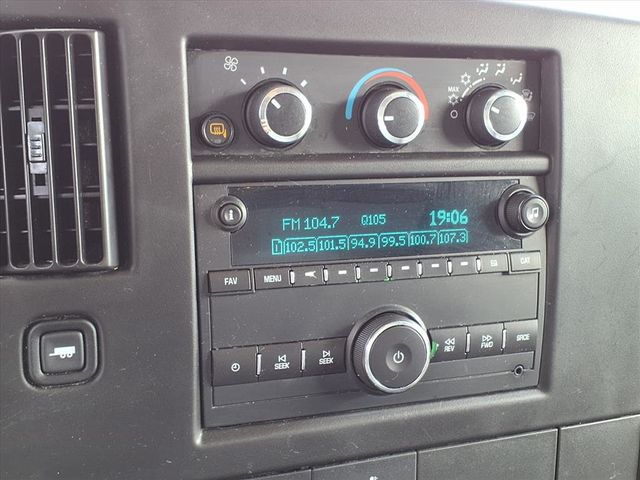 MAX
FM 104.7 Q105 19:06
1 102.5 101.5 94.9 99.5 100.7 107.3
FAV MENU EQ CAT
SEEK SEEK REV FWD SRCE